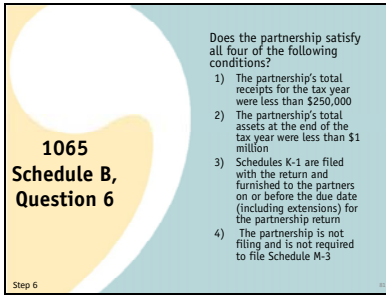 Does the partnership satisfy
all four of the following
conditions?
1) The partnership's total
receipts for the tax year
were less than $250,000
2) The partnership's total
assets at the end of the
tax year were less than $1
million
3) Schedules K-1 are filed
with the return and
furnished to the partners
on or before the due date
(including extensions) for
the partnership return
4) The partnership is not
filing and is not required
to file Schedule M-3
1065
Schedule B,
Question 6
Step 6